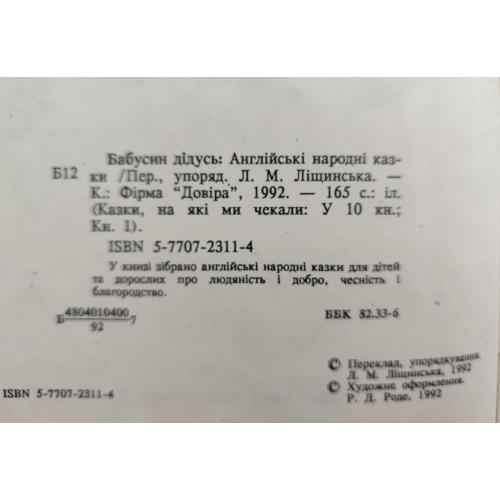 Бабусин дідусь: Англійські народні каз-
Б12 ки /Пер., упоряд. Л. М. Ліщинська. —
К.: Фірма "Довіра", 1992. — 165 с.: іл.
(Казки, на які ми чекали: У 10 кн.;
Кн. 1).
ISBN 5-7707-2311-4
У книзі зібрано англійські народні казки для дітей
та дорослих про людяність і добро, чесність і
благородство.
Б 4804010400/92 7 ББК 82.33-6
© Переклад, упорядкування.
Л. М. Ліщинська, 1992
© Художнє оформлення.
Р. Д. Роде, 1992
ISBN 5-7707-2311-4